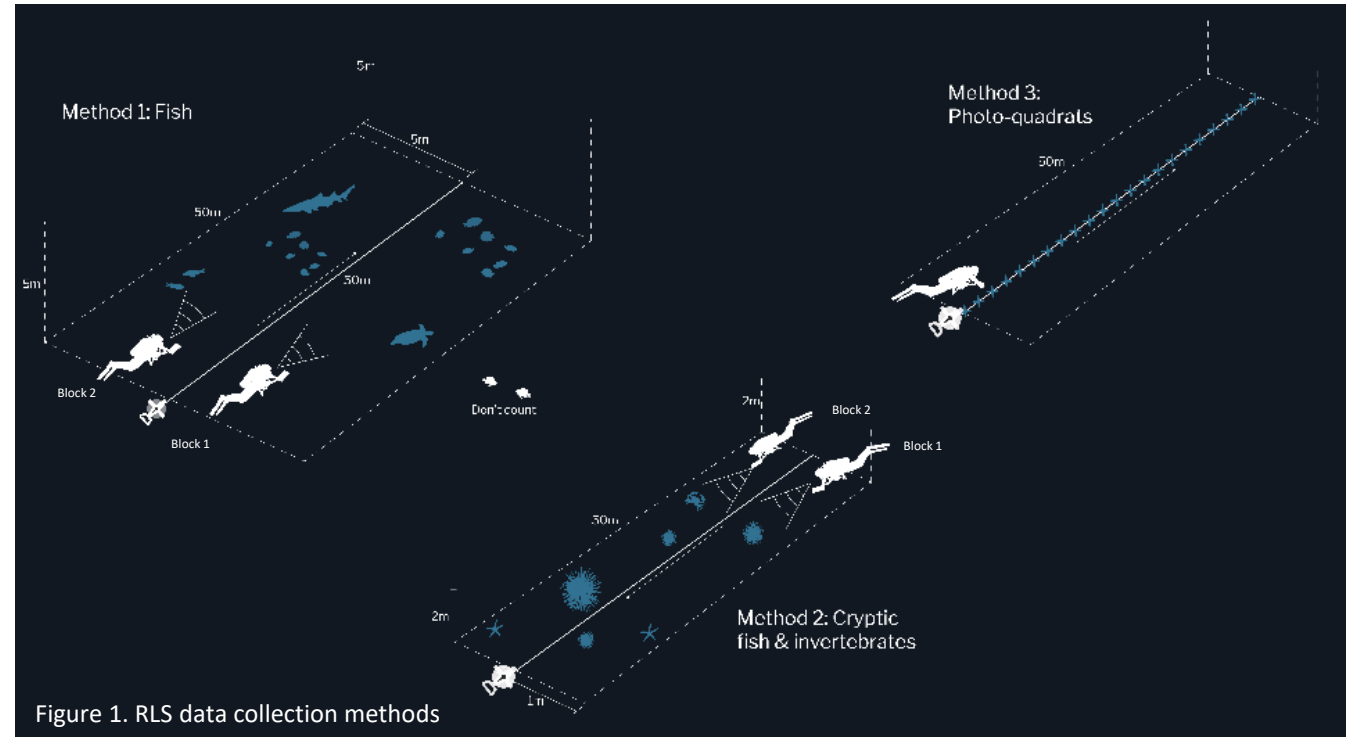 5m
Method 1: Fish
5m
50m
50m
5m
Block 2
Block 1
Don't count
Method 3:
Photo-quadrals
50m
2m
Block 2
Block 1
50m
2m
1m
Method 2: Cryptic
fish & invertebrates
Figure 1. RLS data collection methods